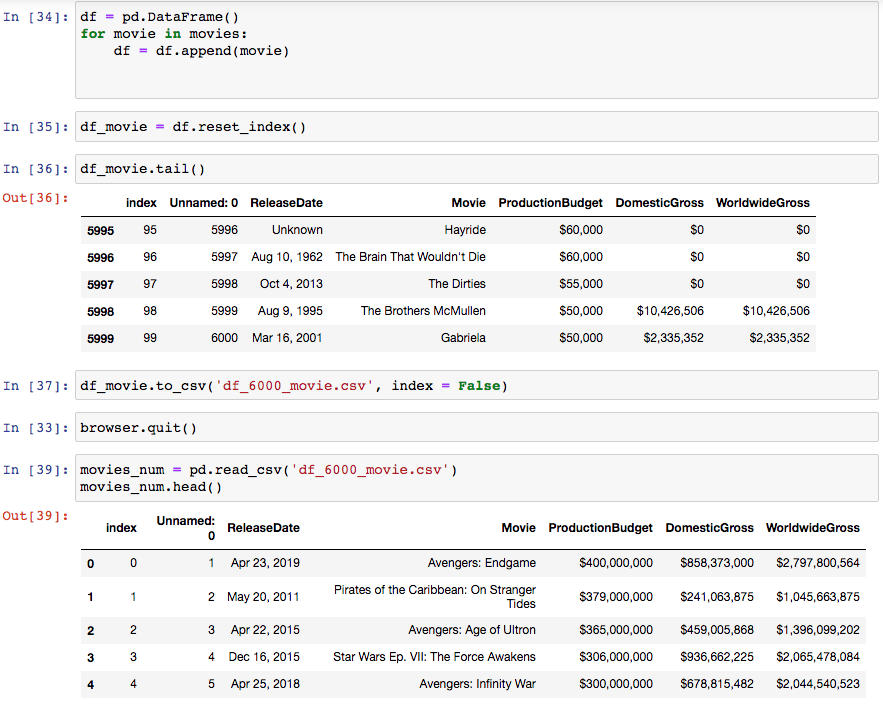 In [34]: df = pd.DataFrame()
for movie in movies:
    df = df.append(movie)
In [35]: df_movie = df.reset_index()
In [36]: df_movie.tail()
Out[36]:
index Unnamed: 0 ReleaseDate Movie ProductionBudget DomesticGross WorldwideGross
5995 95 5996 Unknown Hayride $60,000 $0 $0
5996 96 5997 Aug 10, 1962 The Brain That Wouldn't Die $60,000 $0 $0
5997 97 5998 Oct 4, 2013 The Dirties $55,000 $0 $0
5998 98 5999 Aug 9, 1995 The Brothers McMullen $50,000 $10,426,506 $10,426,506
5999 99 6000 Mar 16, 2001 Gabriela $50,000 $2,335,352 $2,335,352
In [37]: df_movie.to_csv('df_6000_movie.csv', index = False)
In [33]: browser.quit()
In [39]: movies_num = pd.read_csv('df_6000_movie.csv')
movies_num.head()
Out[39]:
index Unnamed: 0 ReleaseDate Movie ProductionBudget DomesticGross WorldwideGross
0 0 1 Apr 23, 2019 Avengers: Endgame $400,000,000 $858,373,000 $2,797,800,564
1 1 2 May 20, 2011 Pirates of the Caribbean: On Stranger Tides $379,000,000 $241,063,875 $1,045,663,875
2 2 3 Apr 22, 2015 Avengers: Age of Ultron $365,000,000 $459,005,868 $1,396,099,202
3 3 4 Dec 16, 2015 Star Wars Ep. VII: The Force Awakens $306,000,000 $936,662,225 $2,065,478,084
4 4 5 Apr 25, 2018 Avengers: Infinity War $300,000,000 $678,815,482 $2,044,540,523